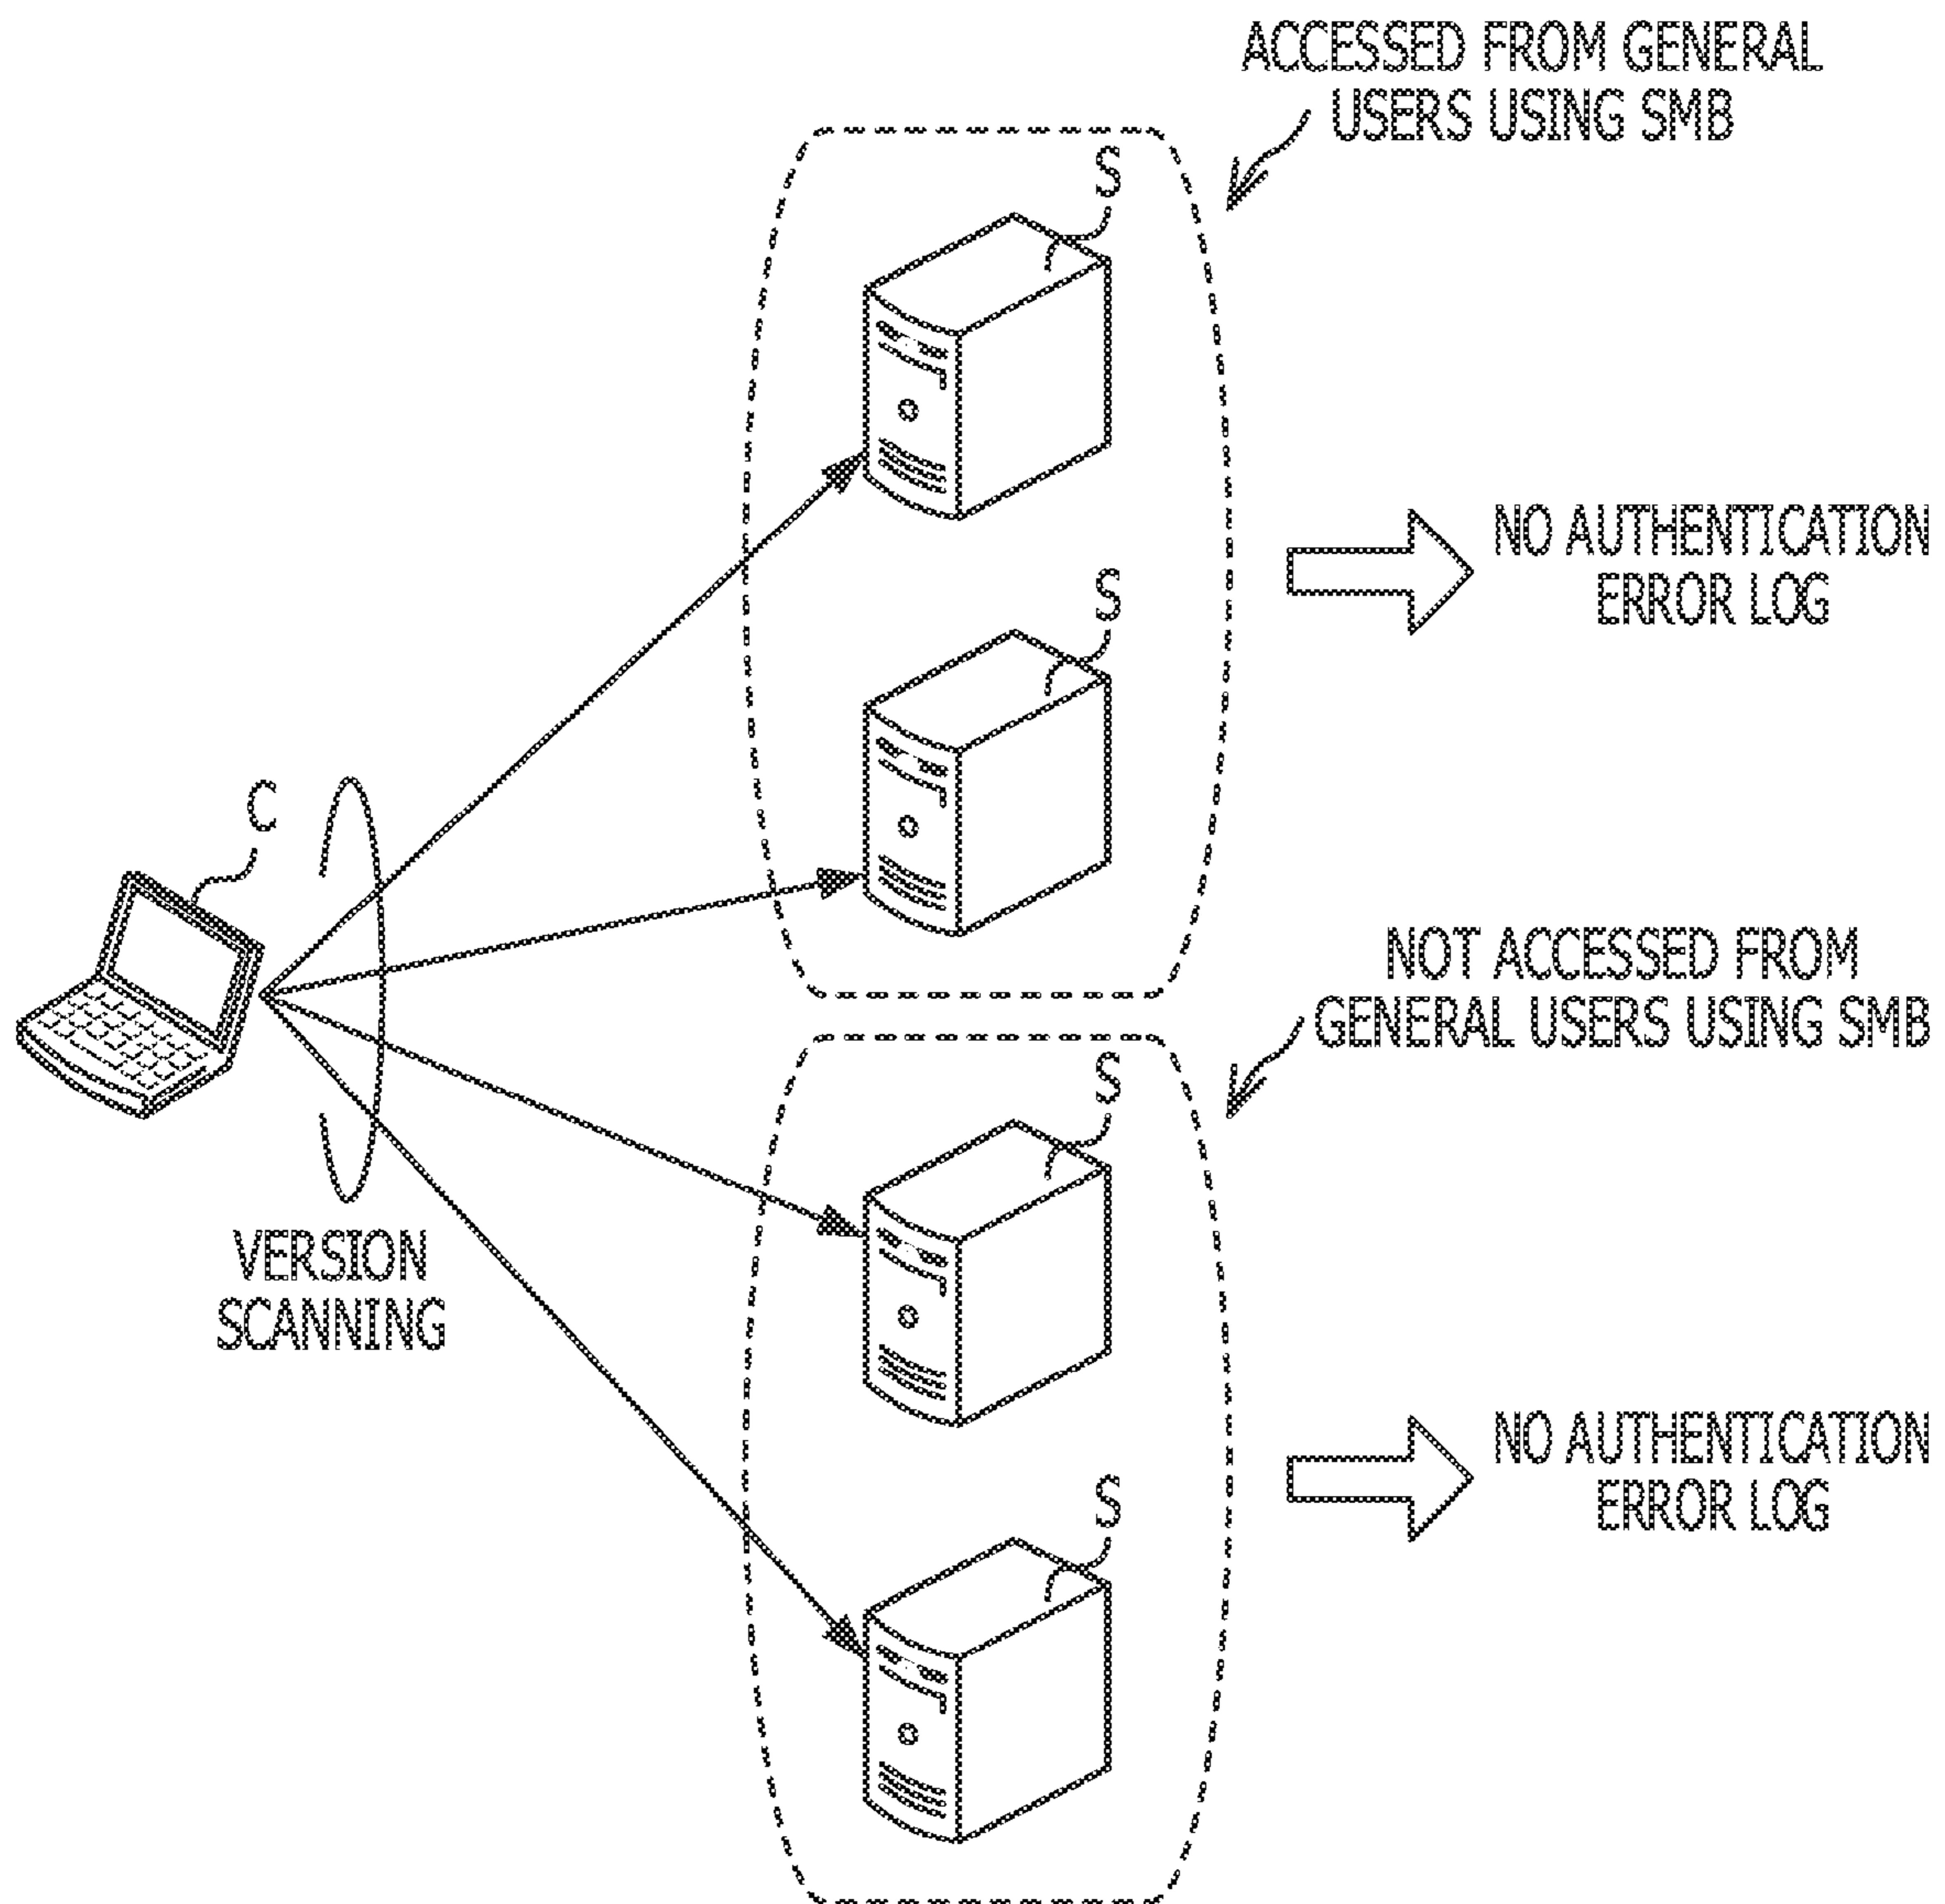 ACCESSED FROM GENERAL
USERS USING SMB
S
NO AUTHENTICATION
ERROR LOG
S
C
NOT ACCESSED FROM
GENERAL USERS USING SMB
S
VERSION
SCANNING
NO AUTHENTICATION
ERROR LOG
S